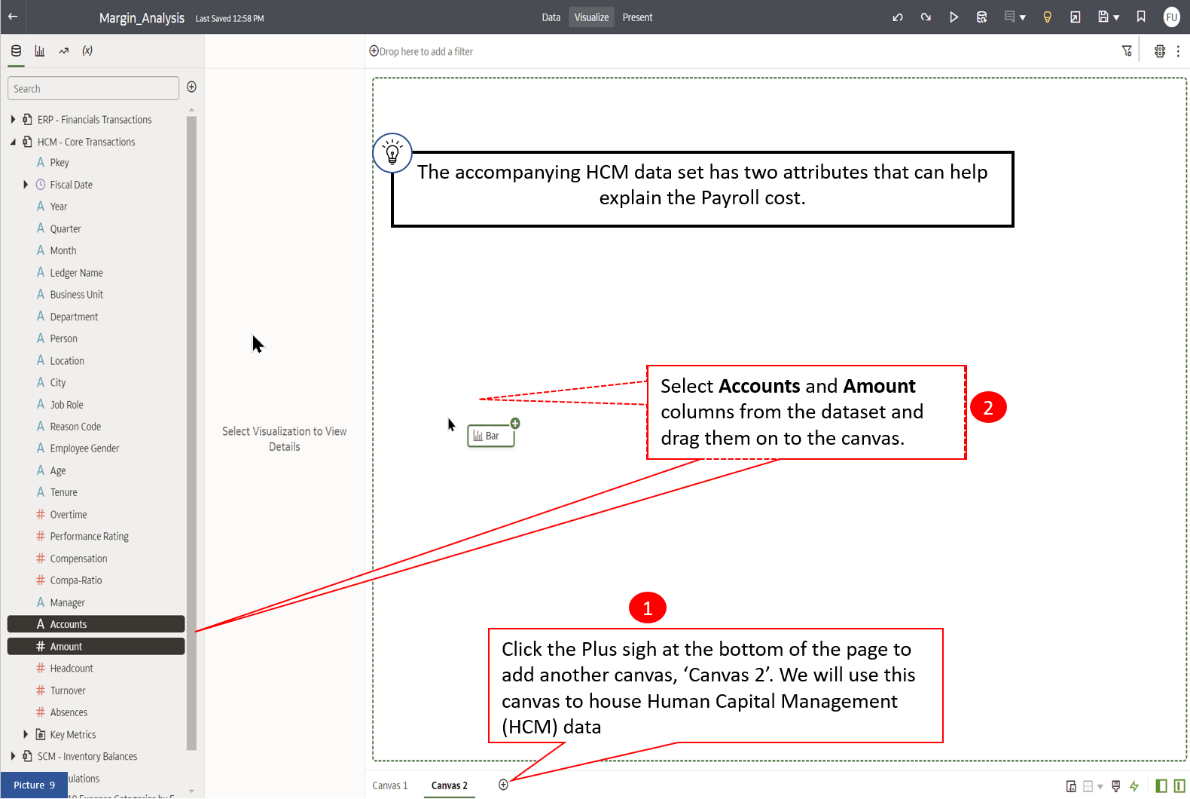 Margin_Analysis Last Saved 12:58 PM
Data Visualize Present
FU
(x)
Drop here to add a filter
Search
ERP - Financials Transactions
HCM - Core Transactions
A Pkey
Fiscal Date
A Year
A Quarter
A Month
A Ledger Name
A Business Unit
A Department
A Person
A Location
A City
A Job Role
A Reason Code
A Employee Gender
A Age
A Tenure
# Overtime
# Performance Rating
# Compensation
# Compa-Ratio
A Manager
A Accounts
# Amount
# Headcount
# Turnover
# Absences
Key Metrics
SCM - Inventory Balances
Picture 9
Select Visualization to View
Details
The accompanying HCM data set has two attributes that can help
explain the Payroll cost.
Select Accounts and Amount
columns from the dataset and
drag them on to the canvas.
2
Bar
1
Click the Plus sigh at the bottom of the page to
add another canvas, ‘Canvas 2’. We will use this
canvas to house Human Capital Management
(HCM) data
Canvas 1 Canvas 2